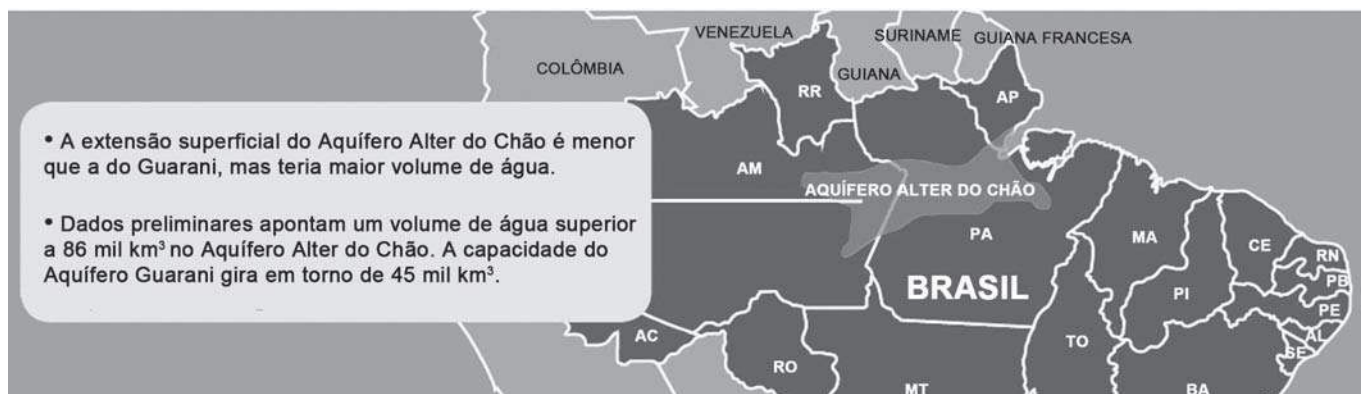 VENEZUELA
SURINAME
GUIANA FRANCESA
COLÔMBIA
GUIANA
RR
AP
• A extensão superficial do Aquífero Alter do Chão é menor
que a do Guarani, mas teria maior volume de água.
• Dados preliminares apontam um volume de água superior
a 86 mil km³ no Aquífero Alter do Chão. A capacidade do
Aquífero Guarani gira em torno de 45 mil km³.
AM
AQUÍFERO ALTER DO CHÃO
PA
MA
CE
RN
PB
BRASIL
PI
PE
AC
TO
AL
SE
RO
MT
BA